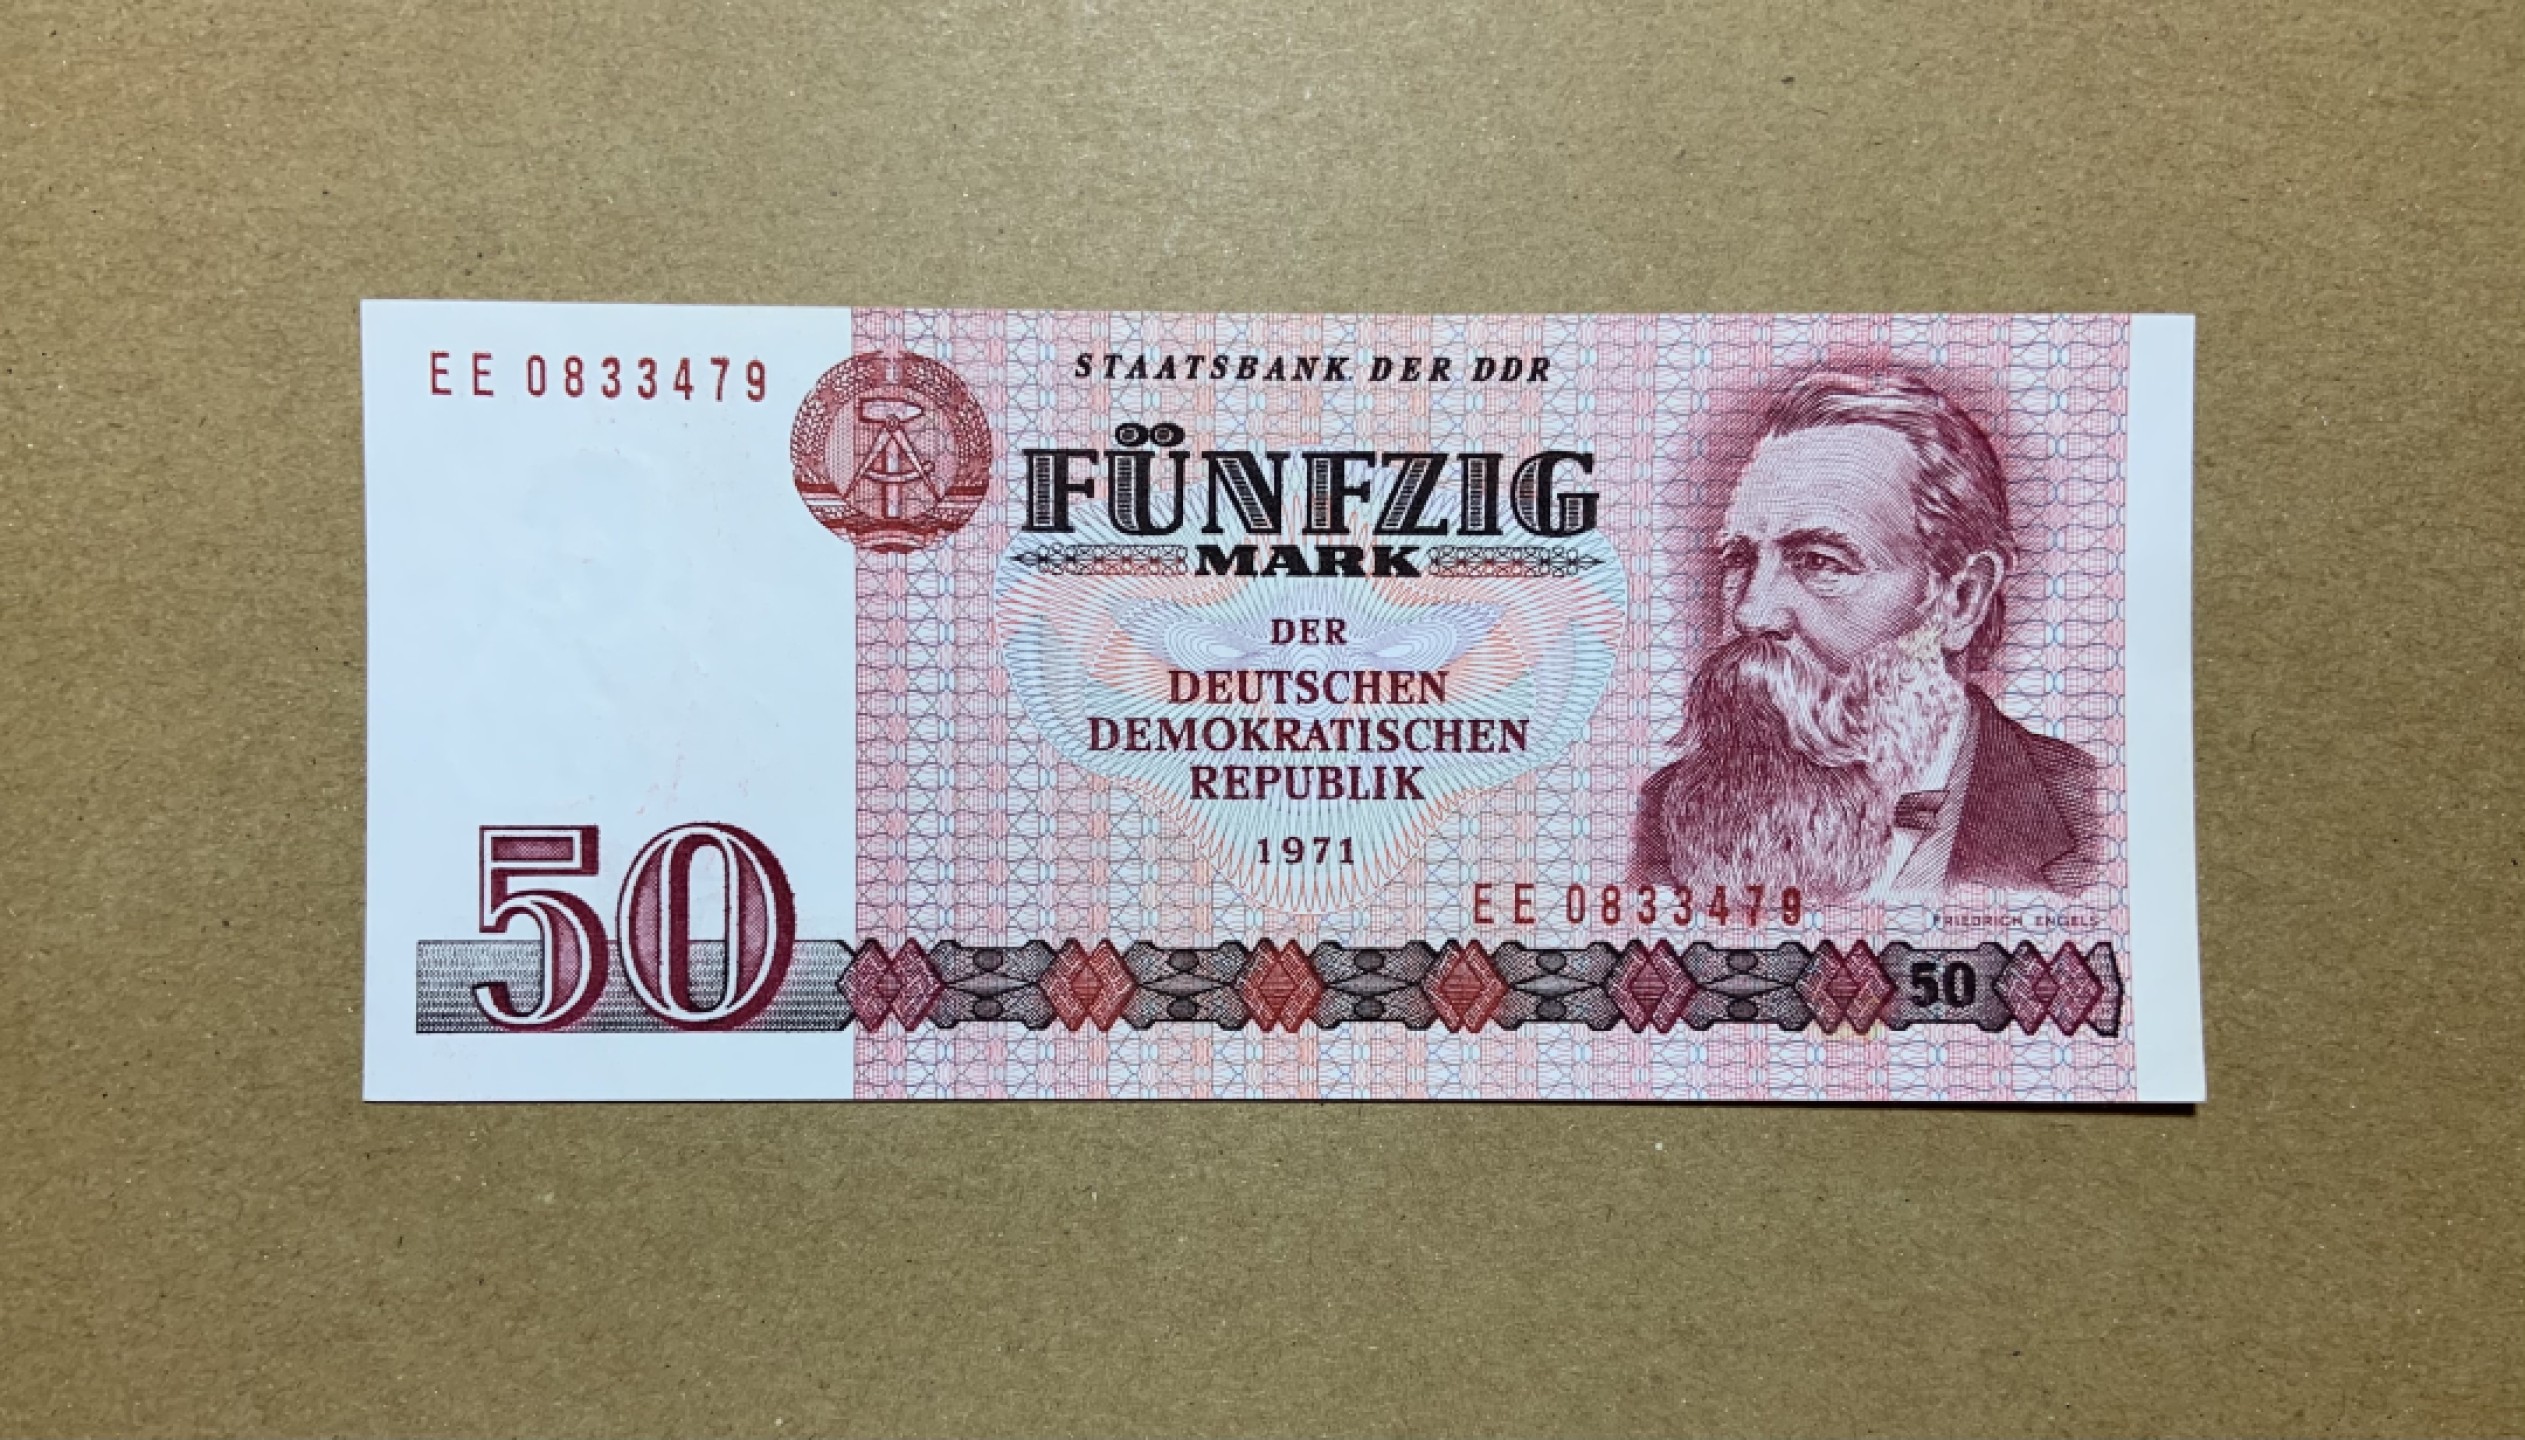 EE 0833479
STAATSBANK DER DDR
FÜNFZIG
MARK
DER
DEUTSCHEN
DEMOKRATISCHEN
REPUBLIK
1971
EE 0833479
FRIEDRICH ENGELS
50
50